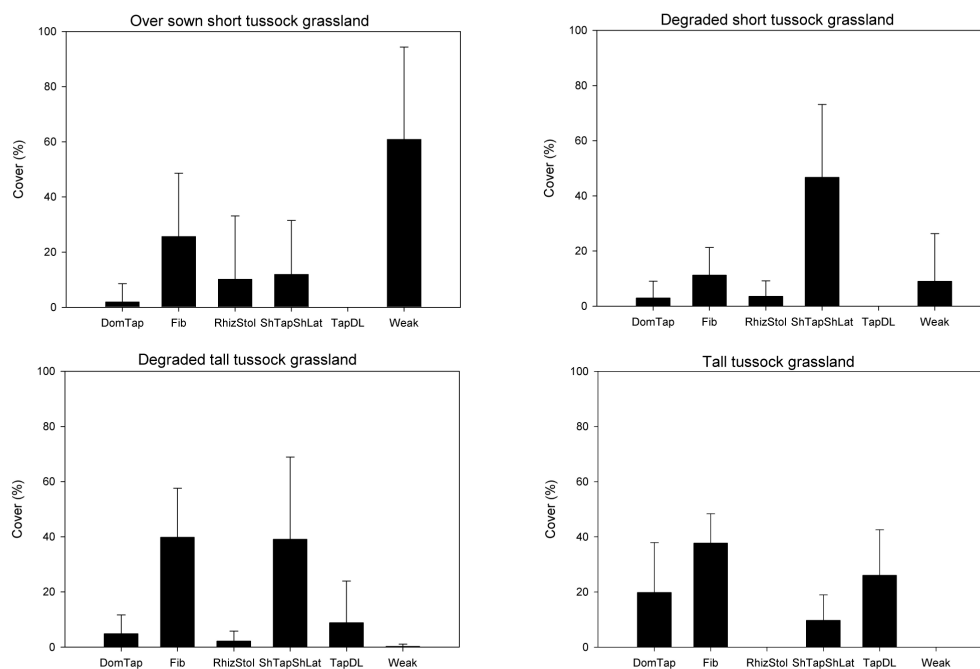 Over sown short tussock grassland
Cover (%)
100
80
60
40
20
0
DomTap Fib RhizStol ShTapShLat TapDL Weak
Degraded short tussock grassland
Cover (%)
100
80
60
40
20
0
DomTap Fib RhizStol ShTapShLat TapDL Weak
Degraded tall tussock grassland
Cover (%)
100
80
60
40
20
0
DomTap Fib RhizStol ShTapShLat TapDL Weak
Tall tussock grassland
Cover (%)
100
80
60
40
20
0
DomTap Fib RhizStol ShTapShLat TapDL Weak